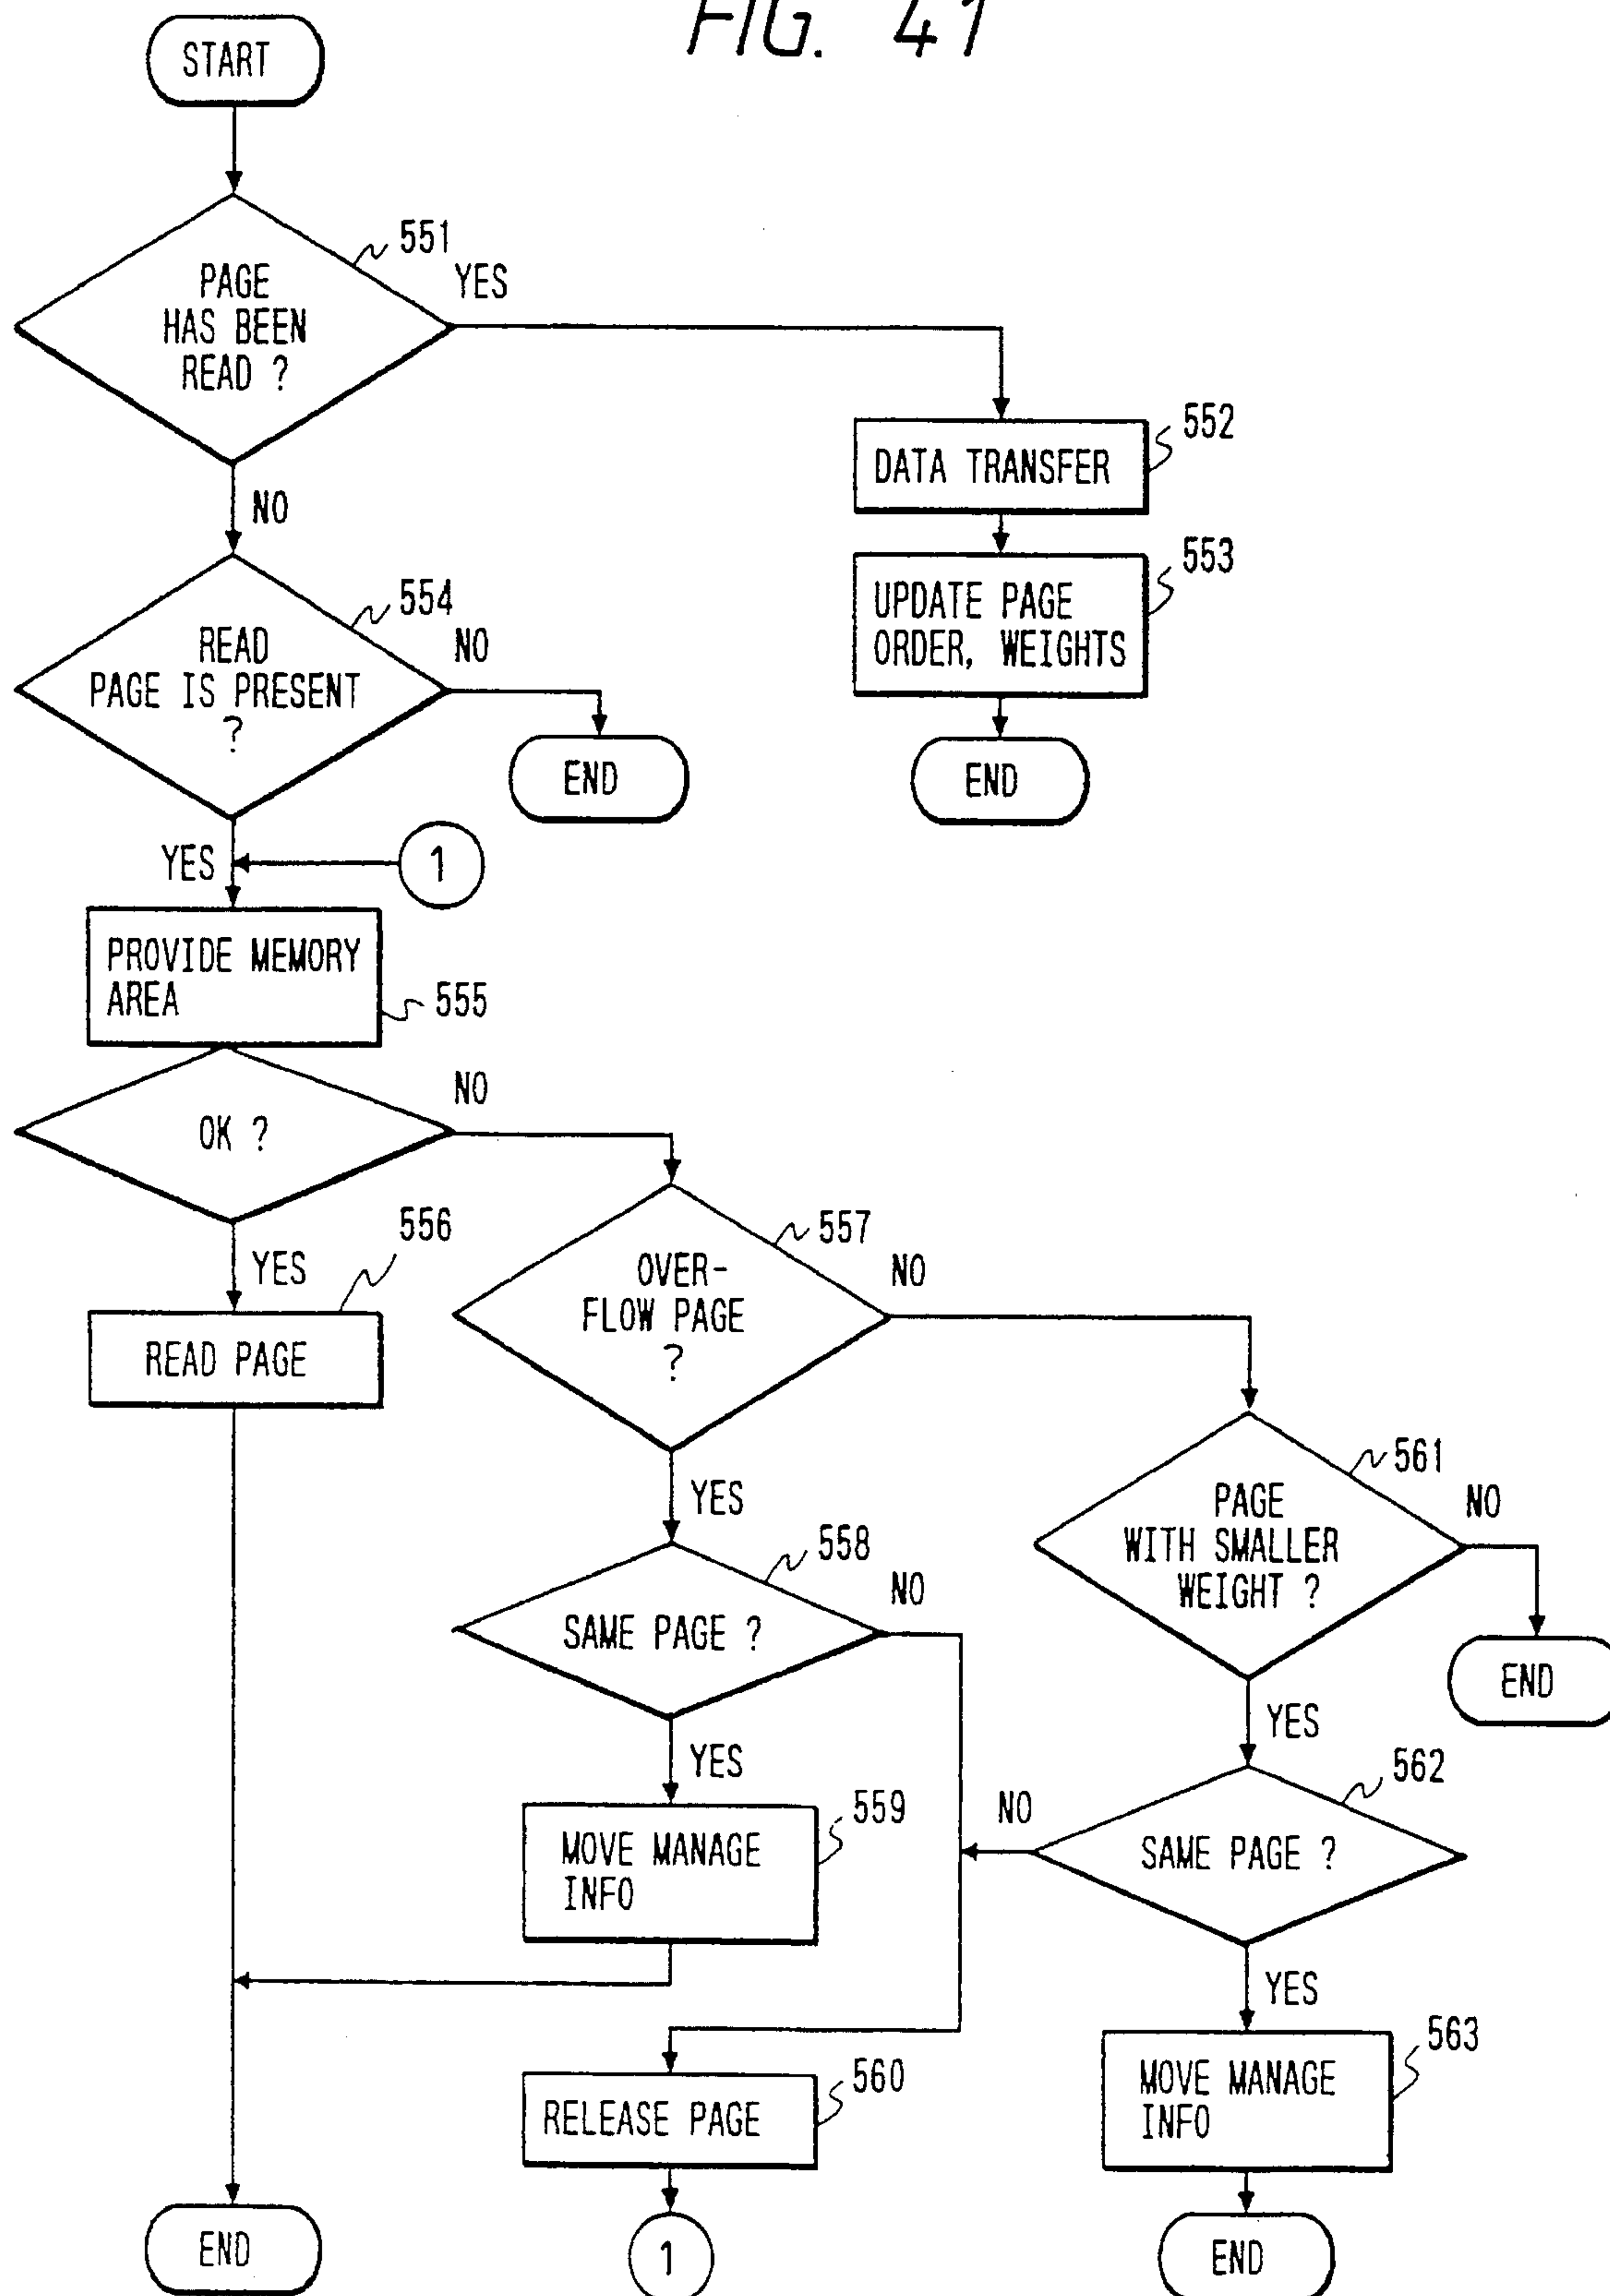 FIG. 41
START
551
YES
PAGE
HAS BEEN
READ ?
552
DATA TRANSFER
NO
553
UPDATE PAGE
ORDER, WEIGHTS
554
NO
READ
PAGE IS PRESENT
?
END
END
YES
1
PROVIDE MEMORY
AREA
555
NO
OK ?
556
YES
READ PAGE
557
NO
OVER-
FLOW PAGE
?
561
NO
PAGE
WITH SMALLER
WEIGHT ?
YES
558
NO
SAME PAGE ?
END
YES
562
YES
559
NO
MOVE MANAGE
INFO
SAME PAGE ?
YES
563
MOVE MANAGE
INFO
560
RELEASE PAGE
END
1
END